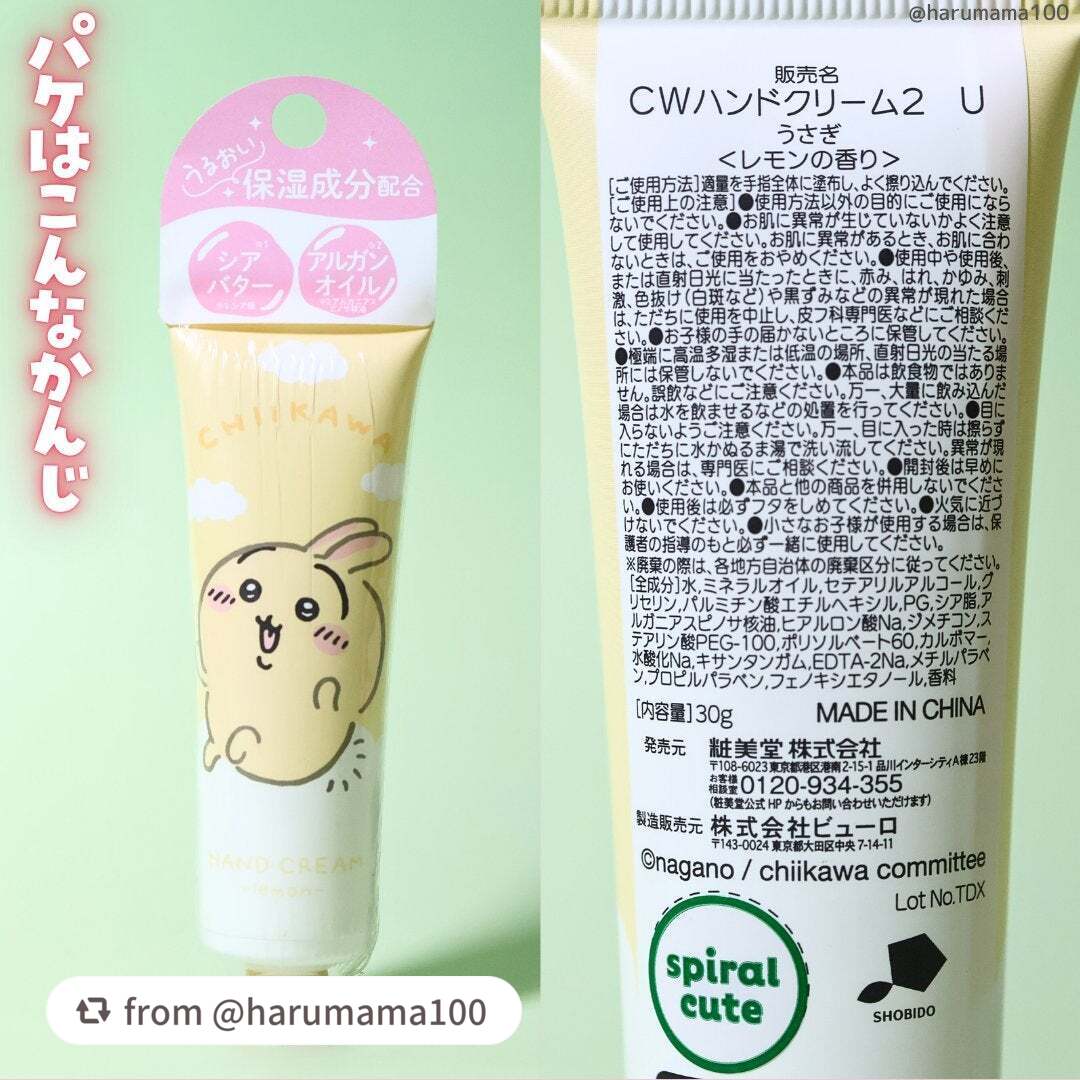 パケはこんなかんじ
うるおい
保湿成分配合
※1
シア
バター
※2
アルガン
オイル
※2アルガニアス
ピノサ核油
CHIIKAWA
HAND CREAM
-lemon-
from @harumama100
@harumama100
販売名
CWハンドクリーム2 U
うさぎ
<レモンの香り>
[ご使用方法]適量を手指全体に塗布し、よく擦り込んでください。
[ご使用上の注意]●使用方法以外の目的にご使用になら
ないでください。●お肌に異常が生じていないかよく注意
して使用してください。お肌に異常があるとき、お肌に合わ
ないときは、ご使用をおやめください。●使用中や使用後、
または直射日光に当たったときに、赤み、はれ、かゆみ、刺
激、色抜け(白斑など)や黒ずみなどの異常が現れた場合
は、ただちに使用を中止し、皮フ科専門医などにご相談くだ
さい。●お子様の手の届かないところに保管してください。
●極端に高温多湿または低温の場所、直射日光の当たる場
所には保管しないでください。●本品は飲食物ではありま
せん。誤飲などにご注意ください。万一、大量に飲み込んだ
場合は水を飲ませるなどの処置を行ってください。●目に
入らないようご注意ください。万一、目に入った時は擦らず
にただちに水かぬるま湯で洗い流してください。異常が現
れる場合は、専門医にご相談ください。●開封後は早めに
お使いください。●本品と他の商品を併用しないでくださ
い。●使用後は必ずフタをしめてください。●火気に近づ
けないでください。●小さなお子様が使用する場合は、保
護者の指導のもと必ず一緒に使用してください。
※廃棄の際は、各地方自治体の廃棄区分に従ってください。
[全成分]水,ミネラルオイル,セテアリルアルコール,グ
リセリン,パルミチン酸エチルヘキシル,PG,シア脂,ア
ルガニアスピノサ核油,ヒアルロン酸Na,ジメチコン,ス
テアリン酸PEG-100,ポリソルベート60,カルボマー,
水酸化Na,キサンタンガム,EDTA-2Na,メチルパラベ
ン,プロピルパラベン,フェノキシエタノール,香料
[内容量]30g MADE IN CHINA
発売元 粧美堂 株式会社
〒108-6023 東京都港区港南2-15-1 品川インターシティA棟23階
お客様相談室 0120-934-355
(粧美堂公式HPからもお問い合わせいただけます)
製造販売元 株式会社ビューロ
〒143-0024 東京都大田区中央 7-14-11
©nagano / chiikawa committee
Lot No.TDX
spiral
cute
SHOBIDO